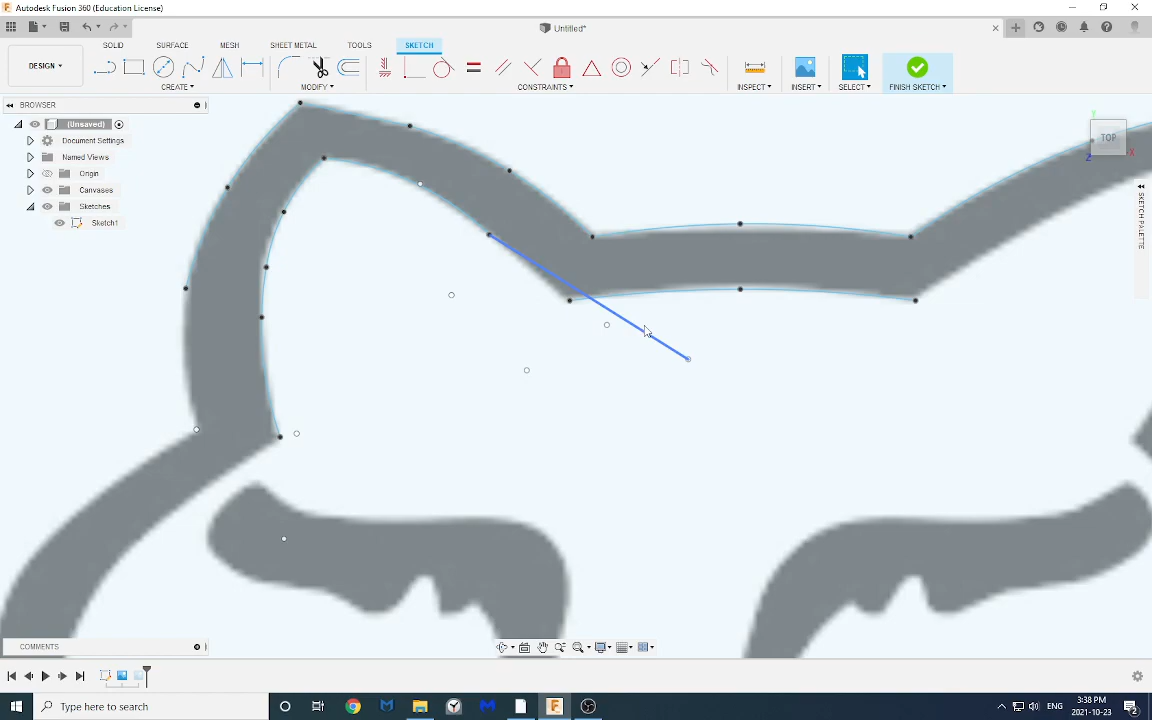 Autodesk Fusion 360 (Education License)
Untitled*
SOLID SURFACE MESH SHEET METAL TOOLS SKETCH
DESIGN
CREATE MODIFY CONSTRAINTS INSPECT INSERT SELECT FINISH SKETCH
BROWSER
(Unsaved)
Document Settings
Named Views
Origin
Canvases
Sketches
Sketch1
TOP
Y
X
Z
SKETCH PALETTE
COMMENTS
Type here to search
ENG
3:38 PM
2021-10-23
2